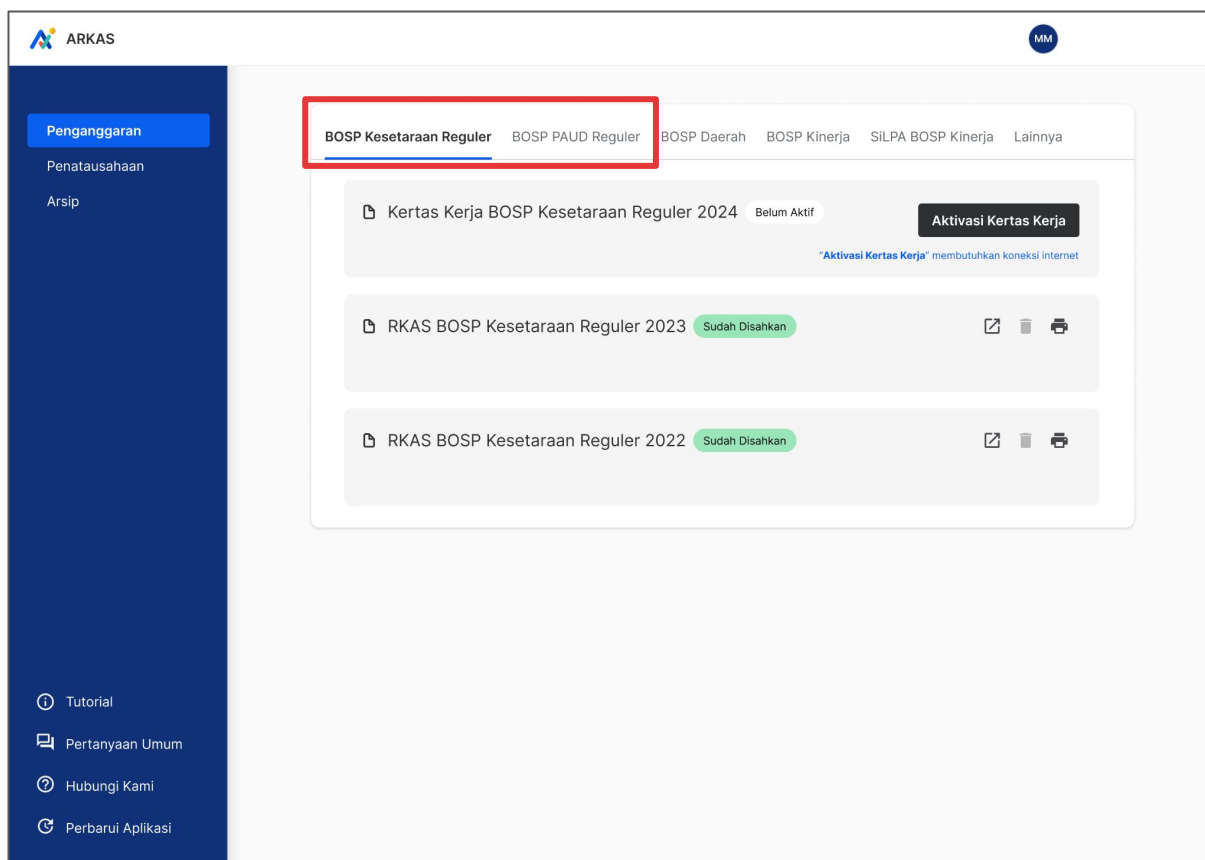 ARKAS
MM
Penganggaran
Penatausahaan
Arsip
BOSP Kesetaraan Reguler BOSP PAUD Reguler BOSP Daerah BOSP Kinerja SiLPA BOSP Kinerja Lainnya
Kertas Kerja BOSP Kesetaraan Reguler 2024 Belum Aktif
Aktivasi Kertas Kerja
"Aktivasi Kertas Kerja" membutuhkan koneksi internet
RKAS BOSP Kesetaraan Reguler 2023 Sudah Disahkan
RKAS BOSP Kesetaraan Reguler 2022 Sudah Disahkan
Tutorial
Pertanyaan Umum
Hubungi Kami
Perbarui Aplikasi